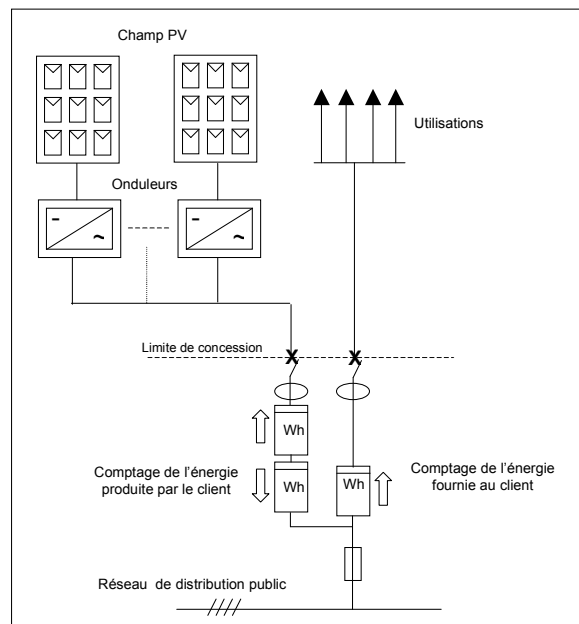 Champ PV
Utilisations
Onduleurs
-
~
-
~
Limite de concession
X
X
Wh
Wh
Wh
Comptage de l’énergie
produite par le client
Comptage de l’énergie
fournie au client
Réseau de distribution public